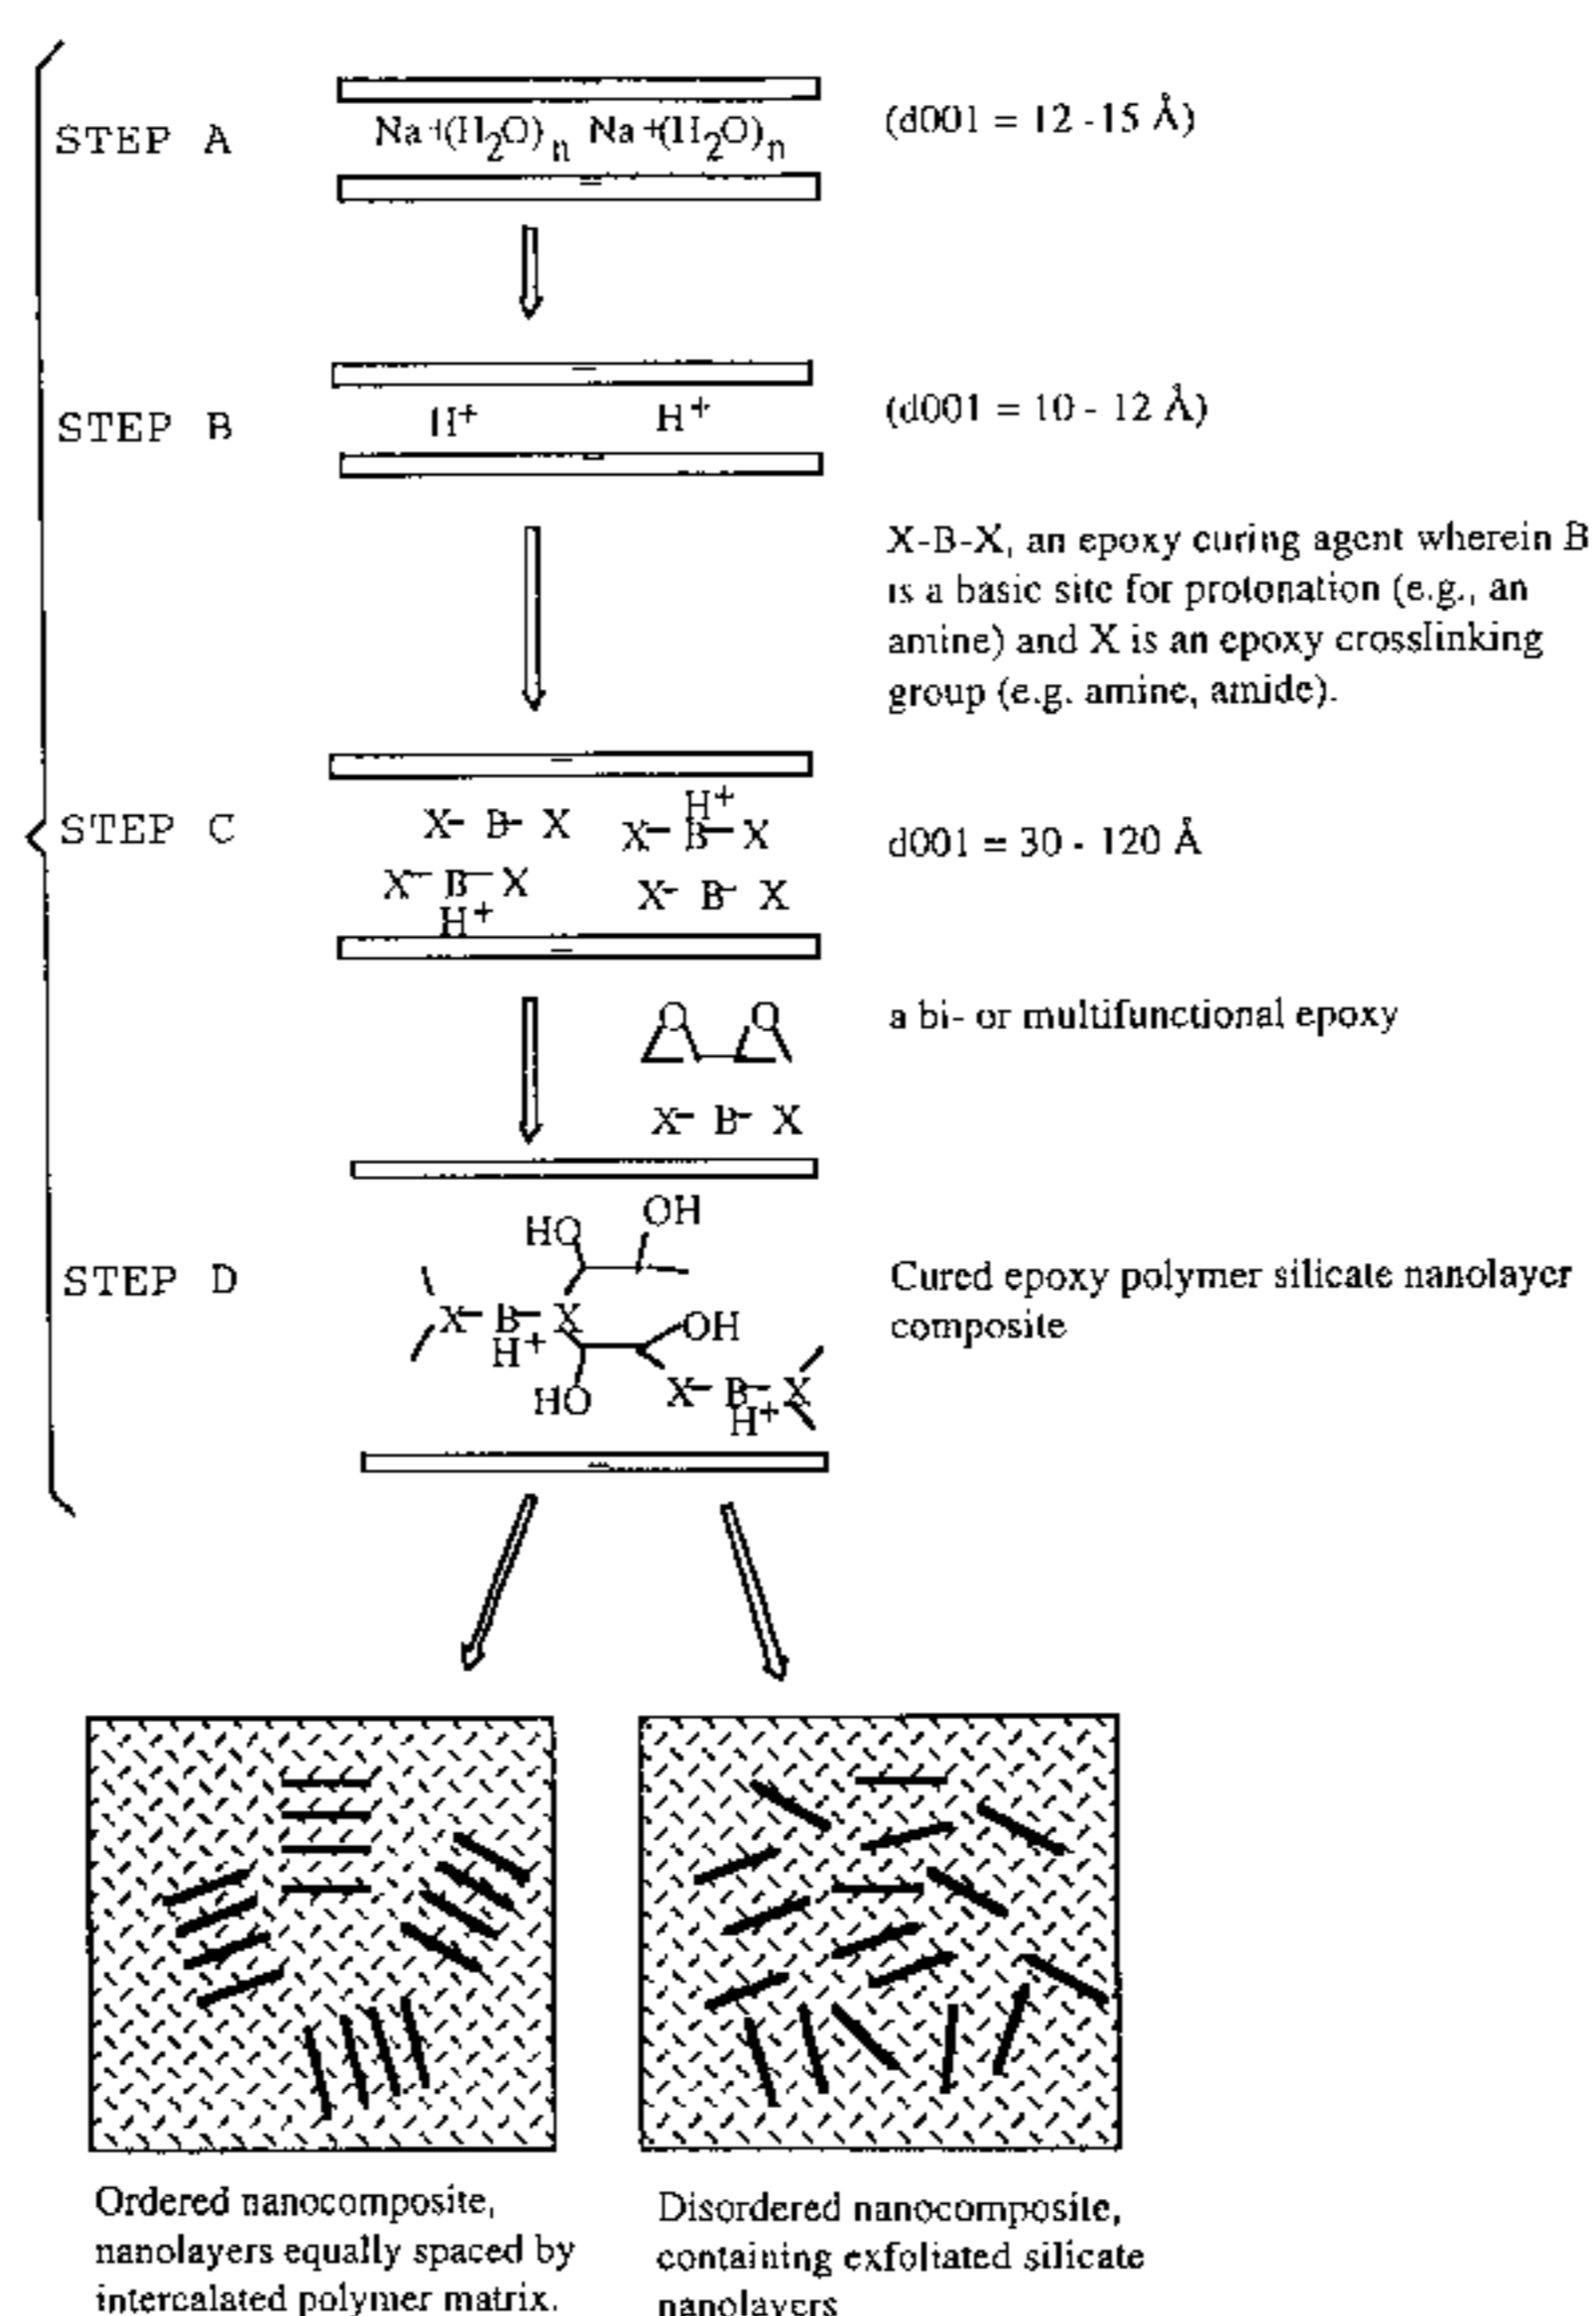 STEP A
Na+(H2O)n Na+(H2O)n
(d001 = 12 -15 Å)
STEP B
H+ H+
(d001 = 10 - 12 Å)
X-B-X, an epoxy curing agent wherein B
is a basic site for protonation (e.g., an
amine) and X is an epoxy crosslinking
group (e.g. amine, amide).
STEP C
H+
X- B- X X- B- X
X- B- X X- B- X
H+
d001 = 30 - 120 Å
O O
a bi- or multifunctional epoxy
X- B- X
STEP D
HO OH
X- B- X
H+
OH
HO
X- B- X
H+
Cured epoxy polymer silicate nanolayer
composite
Ordered nanocomposite,
nanolayers equally spaced by
intercalated polymer matrix.
Disordered nanocomposite,
containing exfoliated silicate
nanolayers